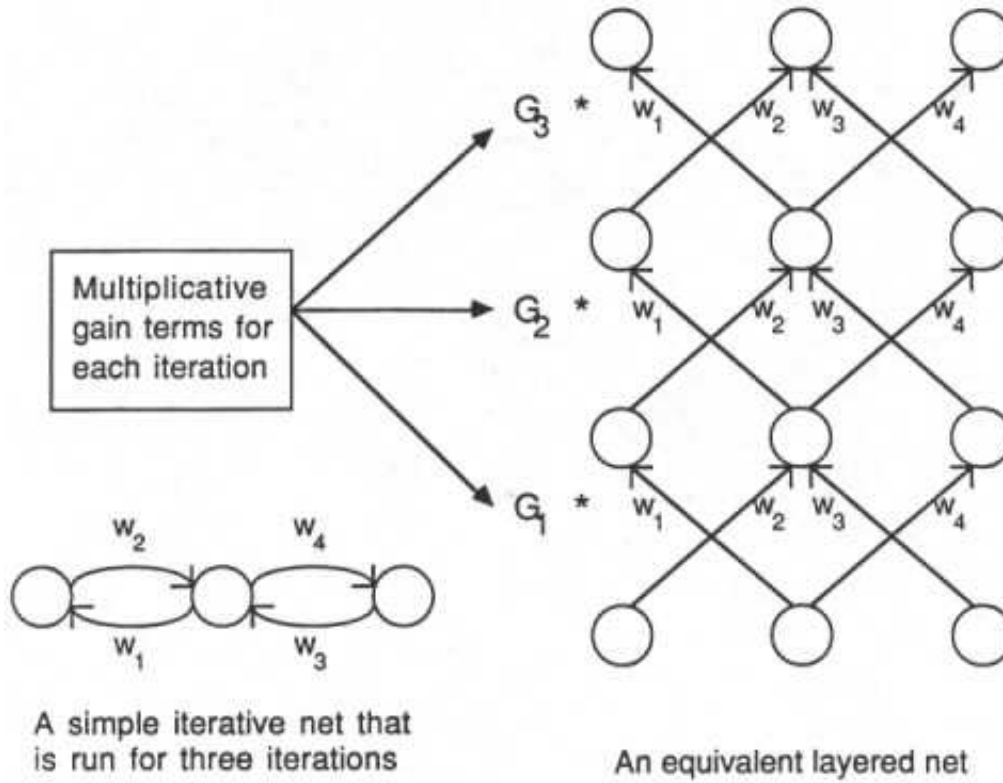 G3 *
w1 w2 w3 w4
Multiplicative
gain terms for
each iteration
G2 *
w1 w2 w3 w4
G1 *
w1 w2 w3 w4
w2 w4
w1 w3
A simple iterative net that
is run for three iterations
An equivalent layered net